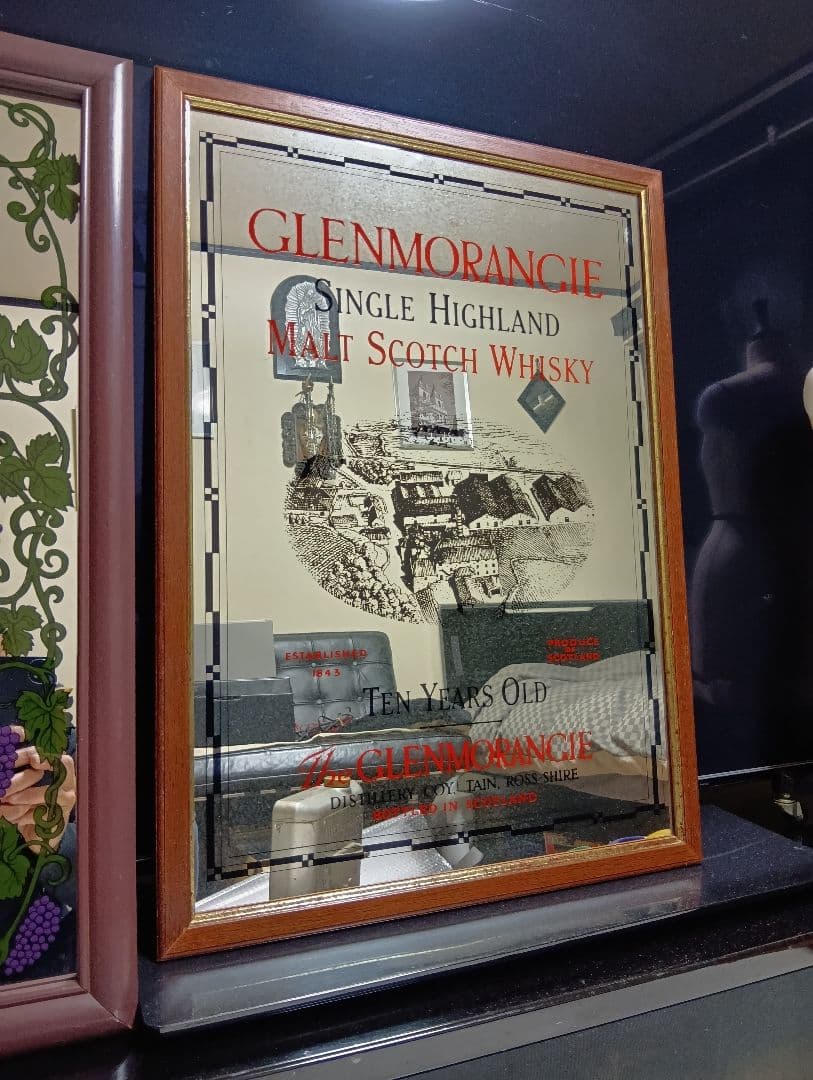 GLENMORANGIE
SINGLE HIGHLAND
MALT SCOTCH WHISKY
ESTABLISHED
1843
PRODUCE
OF
SCOTLAND
TEN YEARS OLD
The GLENMORANGIE
DISTILLERY COY. TAIN, ROSS-SHIRE
BOTTLED IN SCOTLAND